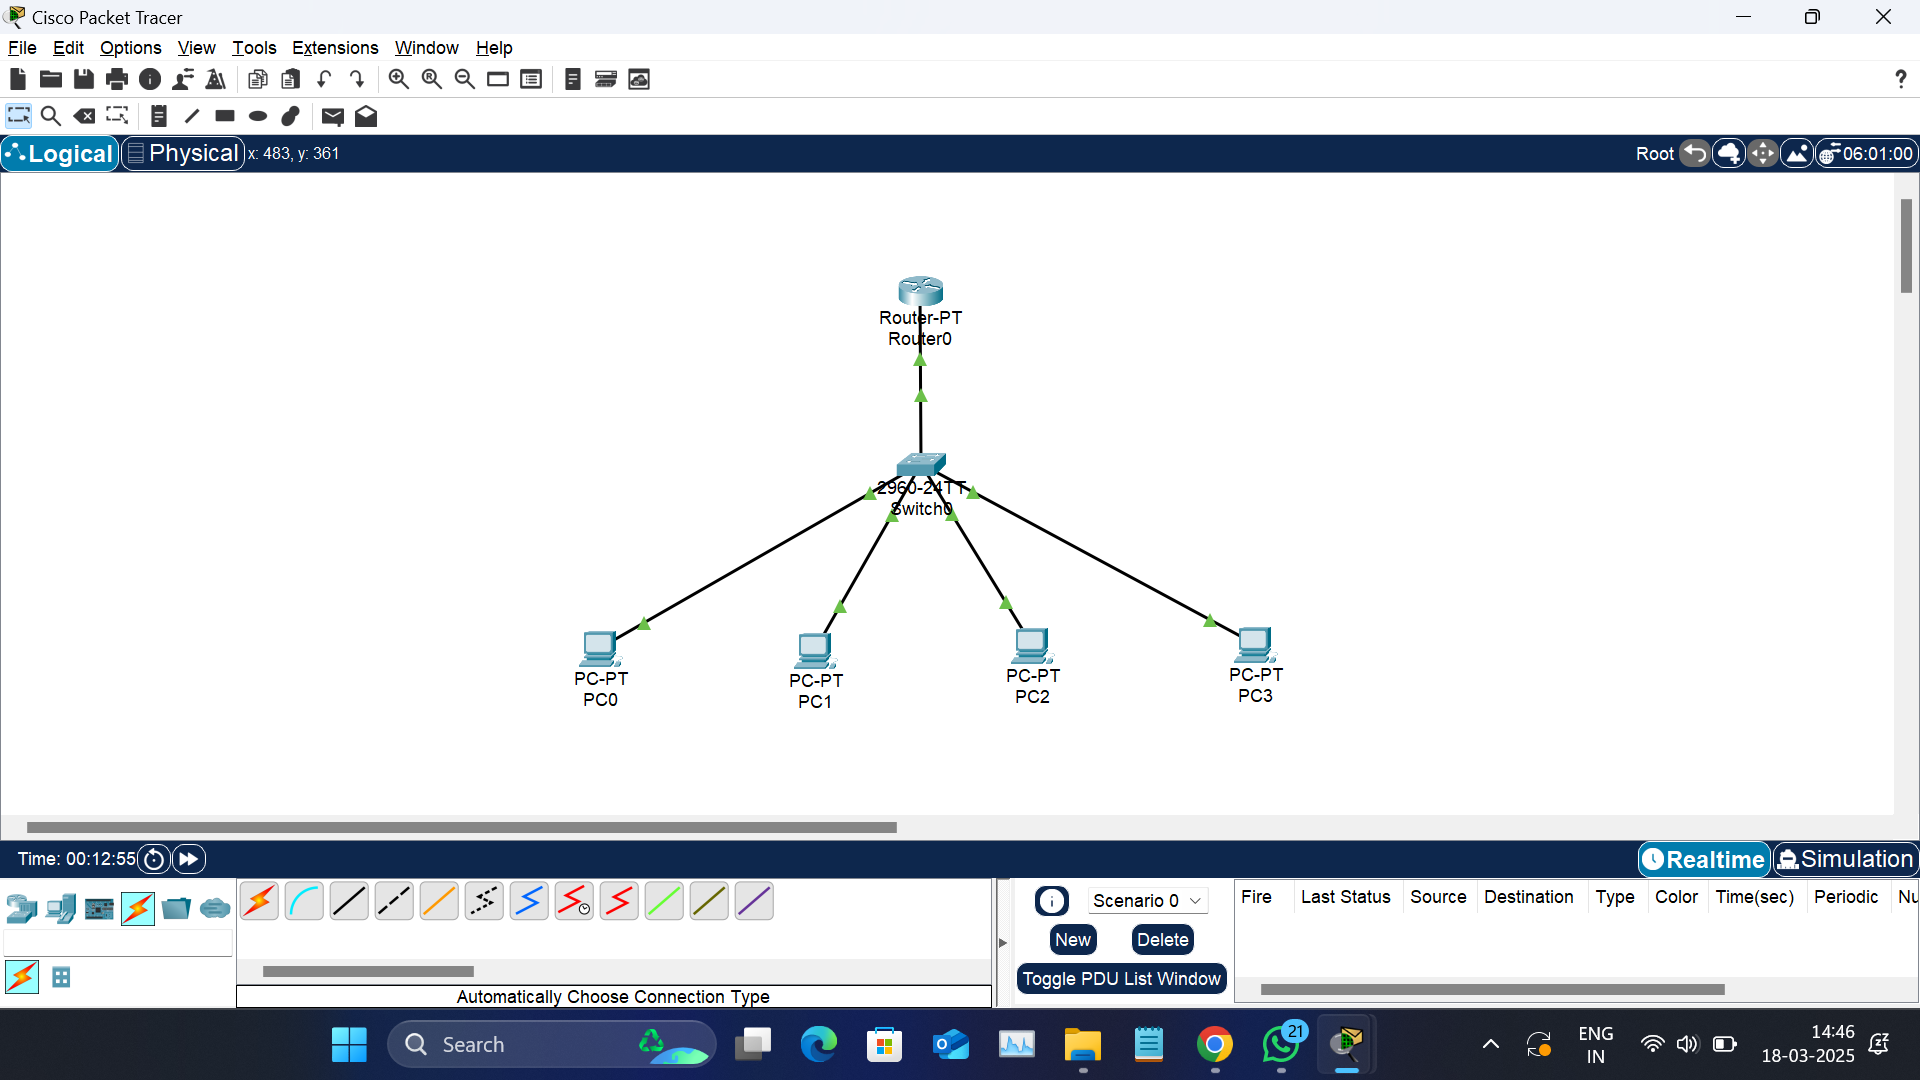 Cisco Packet Tracer
File Edit Options View Tools Extensions Window Help
?
Logical Physical x: 483, y: 361 Root 06:01:00
Router-PT
Router0
2960-24TT
Switch0
PC-PT
PC0
PC-PT
PC1
PC-PT
PC2
PC-PT
PC3
Time: 00:12:55 Realtime Simulation
Scenario 0
New Delete
Toggle PDU List Window
Fire Last Status Source Destination Type Color Time(sec) Periodic Nu
Automatically Choose Connection Type
Search
21
ENG
IN
14:46
18-03-2025